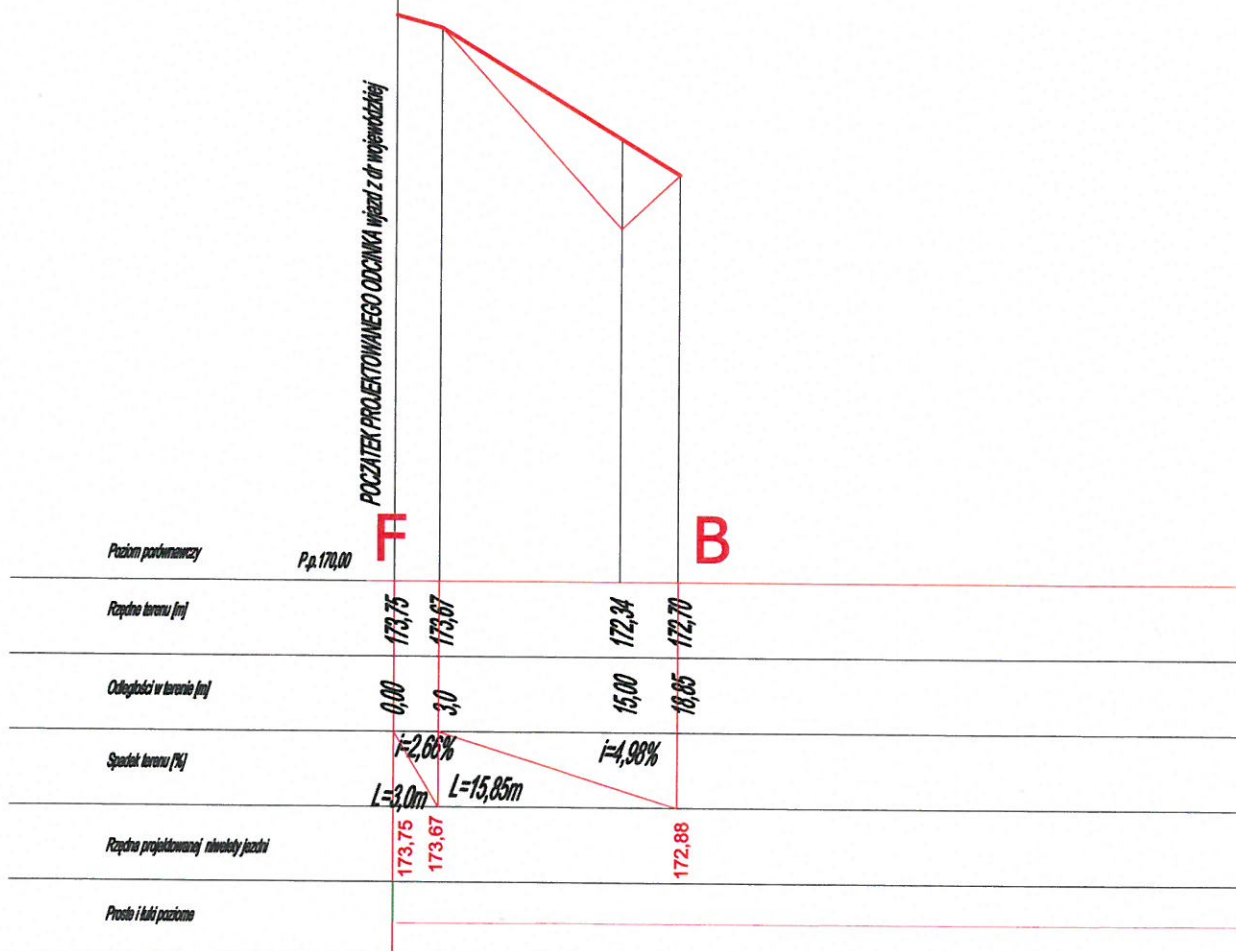 POCZATEK PROJEKTOWANEGO ODCINKA wjazd z dr wojewódzkiej
F
B
Poziom porównawczy
P.p.170,00
Rzędne terenu [m]
173,75
173,67
172,34
172,70
Odległości w terenie [m]
0,00
3,0
15,00
18,85
Spadek terenu [%]
i=2,66%
i=4,98%
L=3,0m
L=15,85m
Rzędna projektowanej niwelaty jezdni
173,75
173,67
172,88
Proste i łuki poziome